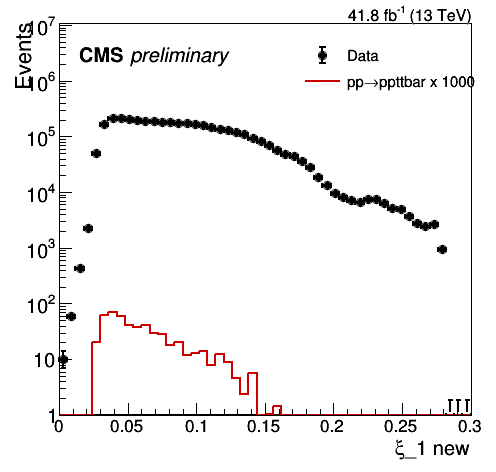 41.8 fb⁻¹ (13 TeV)
Events
CMS preliminary
Data
pp→ppttbar x 1000
10⁷
10⁶
10⁵
10⁴
10³
10²
10
1
0 0.05 0.1 0.15 0.2 0.25 0.3
ξ_1 new